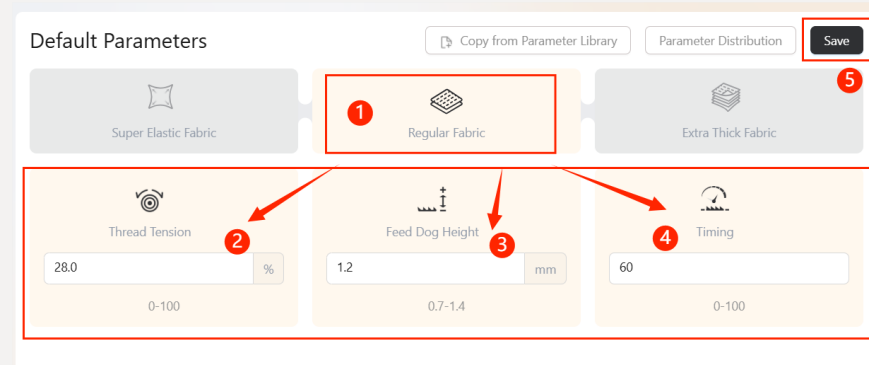 Default Parameters
Copy from Parameter Library
Parameter Distribution
Save
5
1
Super Elastic Fabric
Regular Fabric
Extra Thick Fabric
Thread Tension
2
Feed Dog Height
3
Timing
4
28.0 %
1.2 mm
60
0-100
0.7-1.4
0-100